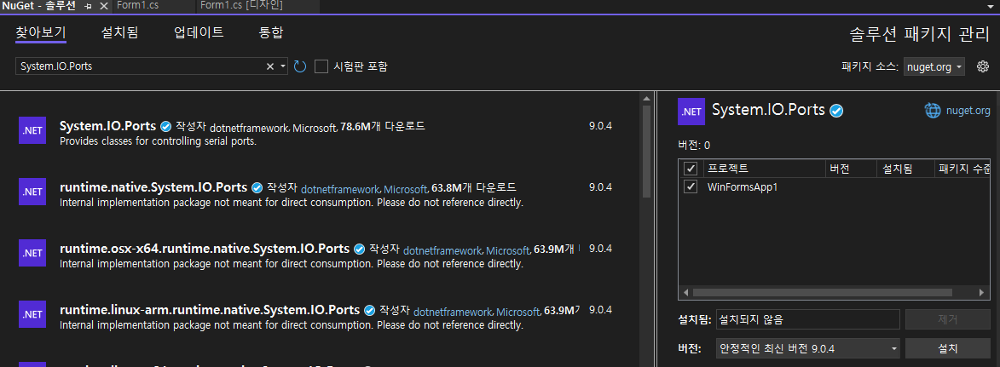 NuGet - 솔루션
Form1.cs
Form1.cs [디자인]
찾아보기 설치됨 업데이트 통합
솔루션 패키지 관리
System.IO.Ports
시험판 포함
패키지 소스: nuget.org
.NET
System.IO.Ports 작성자 dotnetframework, Microsoft, 78.6M개 다운로드
9.0.4
Provides classes for controlling serial ports.
.NET
runtime.native.System.IO.Ports 작성자 dotnetframework, Microsoft, 63.8M개 다운로드
9.0.4
Internal implementation package not meant for direct consumption. Please do not reference directly.
.NET
runtime.osx-x64.runtime.native.System.IO.Ports 작성자 dotnetframework, Microsoft, 63.9M개
9.0.4
Internal implementation package not meant for direct consumption. Please do not reference directly.
.NET
runtime.linux-arm.runtime.native.System.IO.Ports 작성자 dotnetframework, Microsoft, 63.9M
9.0.4
Internal implementation package not meant for direct consumption. Please do not reference directly.
.NET
System.IO.Ports
nuget.org
버전: 0
프로젝트 버전 설치됨 패키지 수준
WinFormsApp1
설치됨: 설치되지 않음 제거
버전: 안정적인 최신 버전 9.0.4 설치